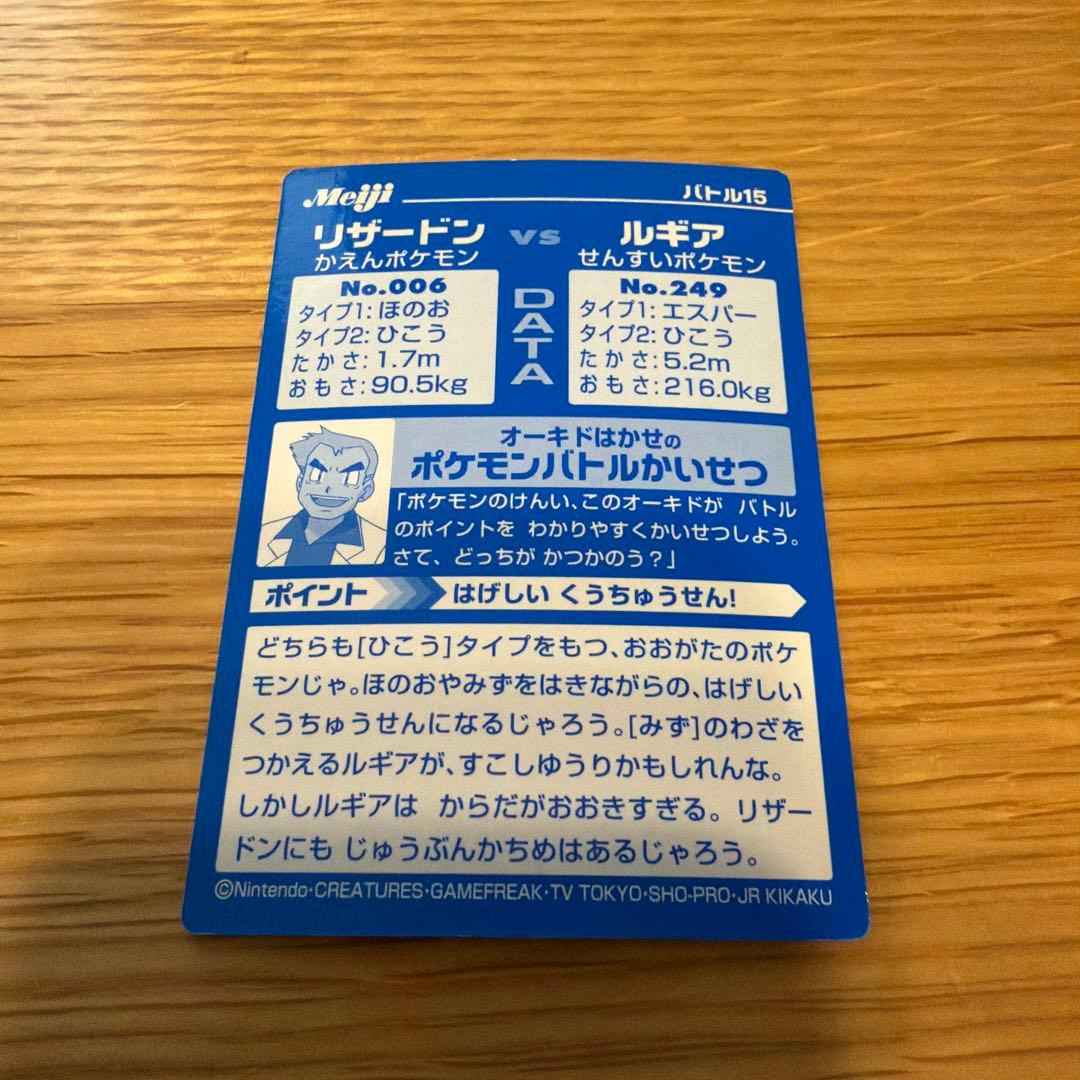 Meiji バトル15
リザードン vs ルギア
かえんポケモン せんすいポケモン
No.006
タイプ1:ほのお
タイプ2:ひこう
たかさ:1.7m
おもさ:90.5kg
DATA
No.249
タイプ1:エスパー
タイプ2:ひこう
たかさ:5.2m
おもさ:216.0kg
オーキドはかせの
ポケモンバトルかいせつ
「ポケモンのけんい、このオーキドが バトル
のポイントを わかりやすくかいせつしよう。
さて、どっちが かつかのう?」
ポイント はげしい くうちゅうせん!
どちらも[ひこう]タイプをもつ、おおがたのポケ
モンじゃ。ほのおやみずをはきながらの、はげしい
くうちゅうせんになるじゃろう。[みず]のわざを
つかえるルギアが、すこしゆうりかもしれんな。
しかしルギアは からだがおおきすぎる。リザー
ドンにも じゅうぶんかちめはあるじゃろう。
©Nintendo・CREATURES・GAMEFREAK・TV TOKYO・SHO-PRO・JR KIKAKU